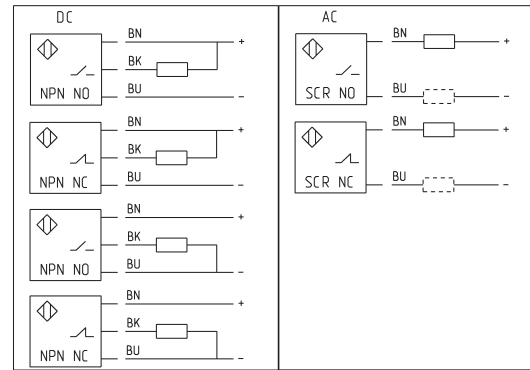 DC
BN
+
BK
NPN NO
BU
-
BN
+
BK
NPN NC
BU
-
BN
+
BK
NPN NO
BU
-
BN
+
BK
NPN NC
BU
-
AC
BN
+
SCR NO
BU
-
BN
+
SCR NC
BU
-